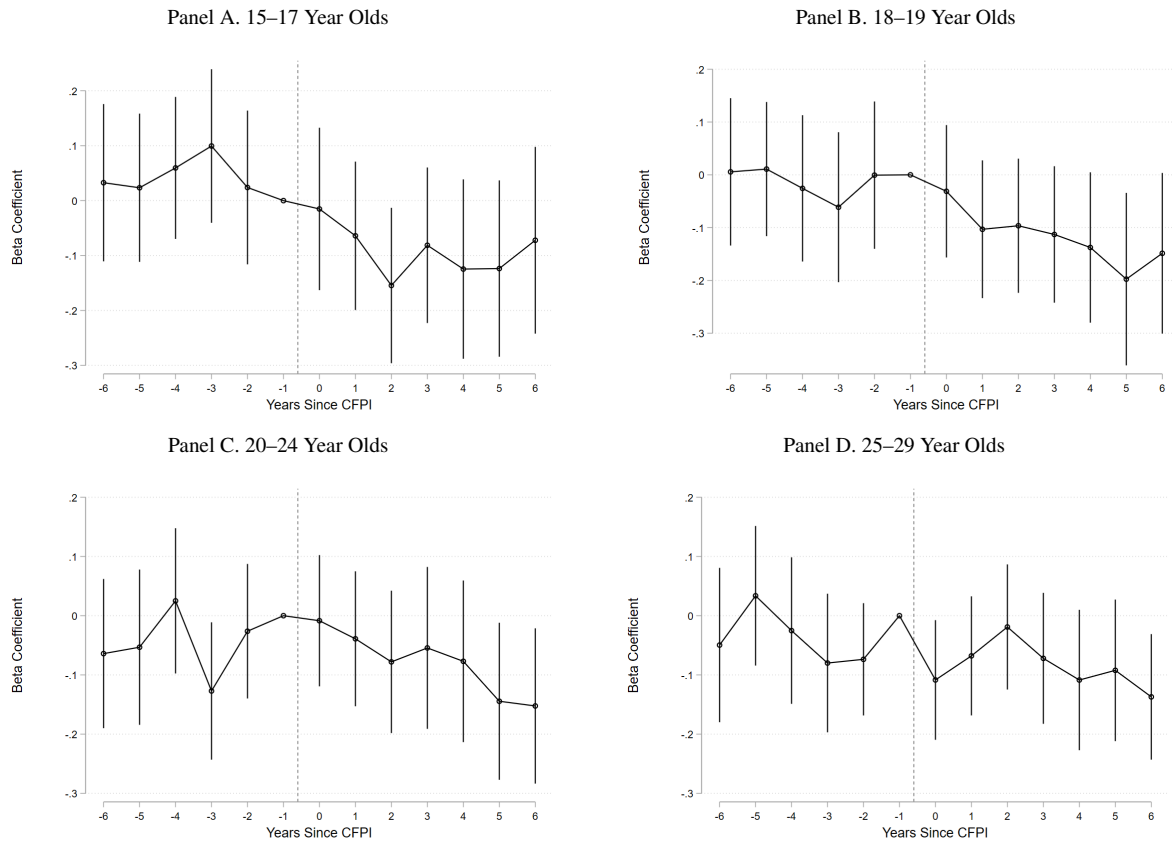 Panel A. 15–17 Year Olds
.2
.1
0
-.1
-.2
-.3
Beta Coefficient
-6 -5 -4 -3 -2 -1 0 1 2 3 4 5 6
Years Since CFPI
Panel B. 18–19 Year Olds
.2
.1
0
-.1
-.2
-.3
Beta Coefficient
-6 -5 -4 -3 -2 -1 0 1 2 3 4 5 6
Years Since CFPI
Panel C. 20–24 Year Olds
.2
.1
0
-.1
-.2
-.3
Beta Coefficient
-6 -5 -4 -3 -2 -1 0 1 2 3 4 5 6
Years Since CFPI
Panel D. 25–29 Year Olds
.2
.1
0
-.1
-.2
-.3
Beta Coefficient
-6 -5 -4 -3 -2 -1 0 1 2 3 4 5 6
Years Since CFPI